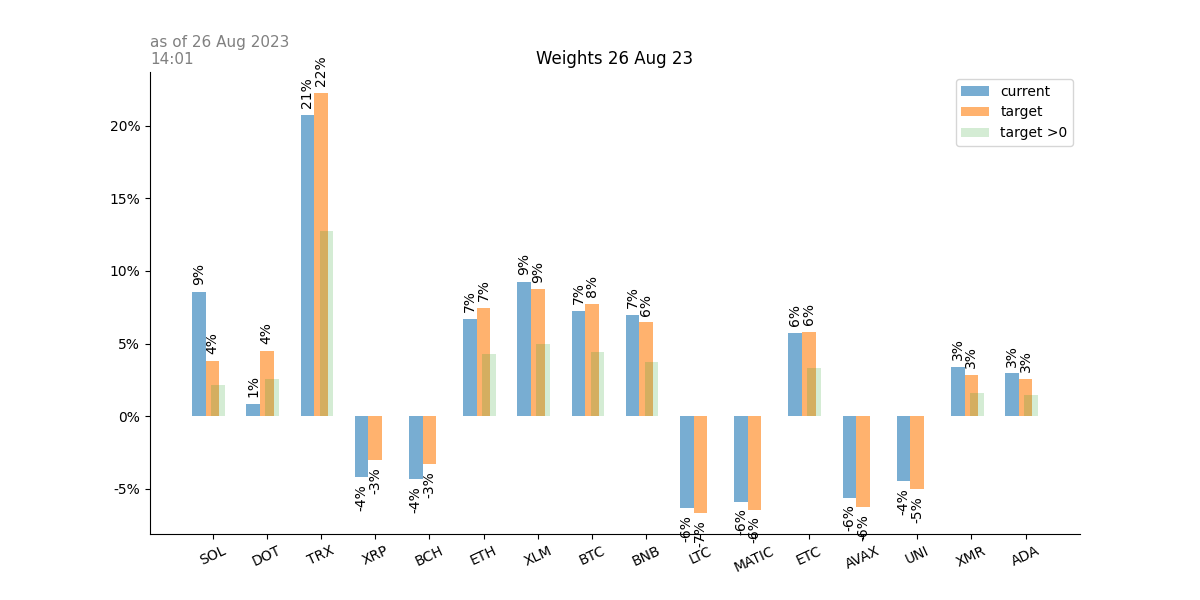 as of 26 Aug 2023
14:01
Weights 26 Aug 23
current
target
target >0
20%
15%
10%
5%
0%
-5%
9%
4%
1%
4%
21%
22%
-4%
-3%
-4%
-3%
7%
7%
9%
9%
7%
8%
7%
6%
-6%
-7%
-6%
-6%
6%
6%
-6%
-6%
-4%
-5%
3%
3%
3%
3%
SOL
DOT
TRX
XRP
BCH
ETH
XLM
BTC
BNB
LTC
MATIC
ETC
AVAX
UNI
XMR
ADA